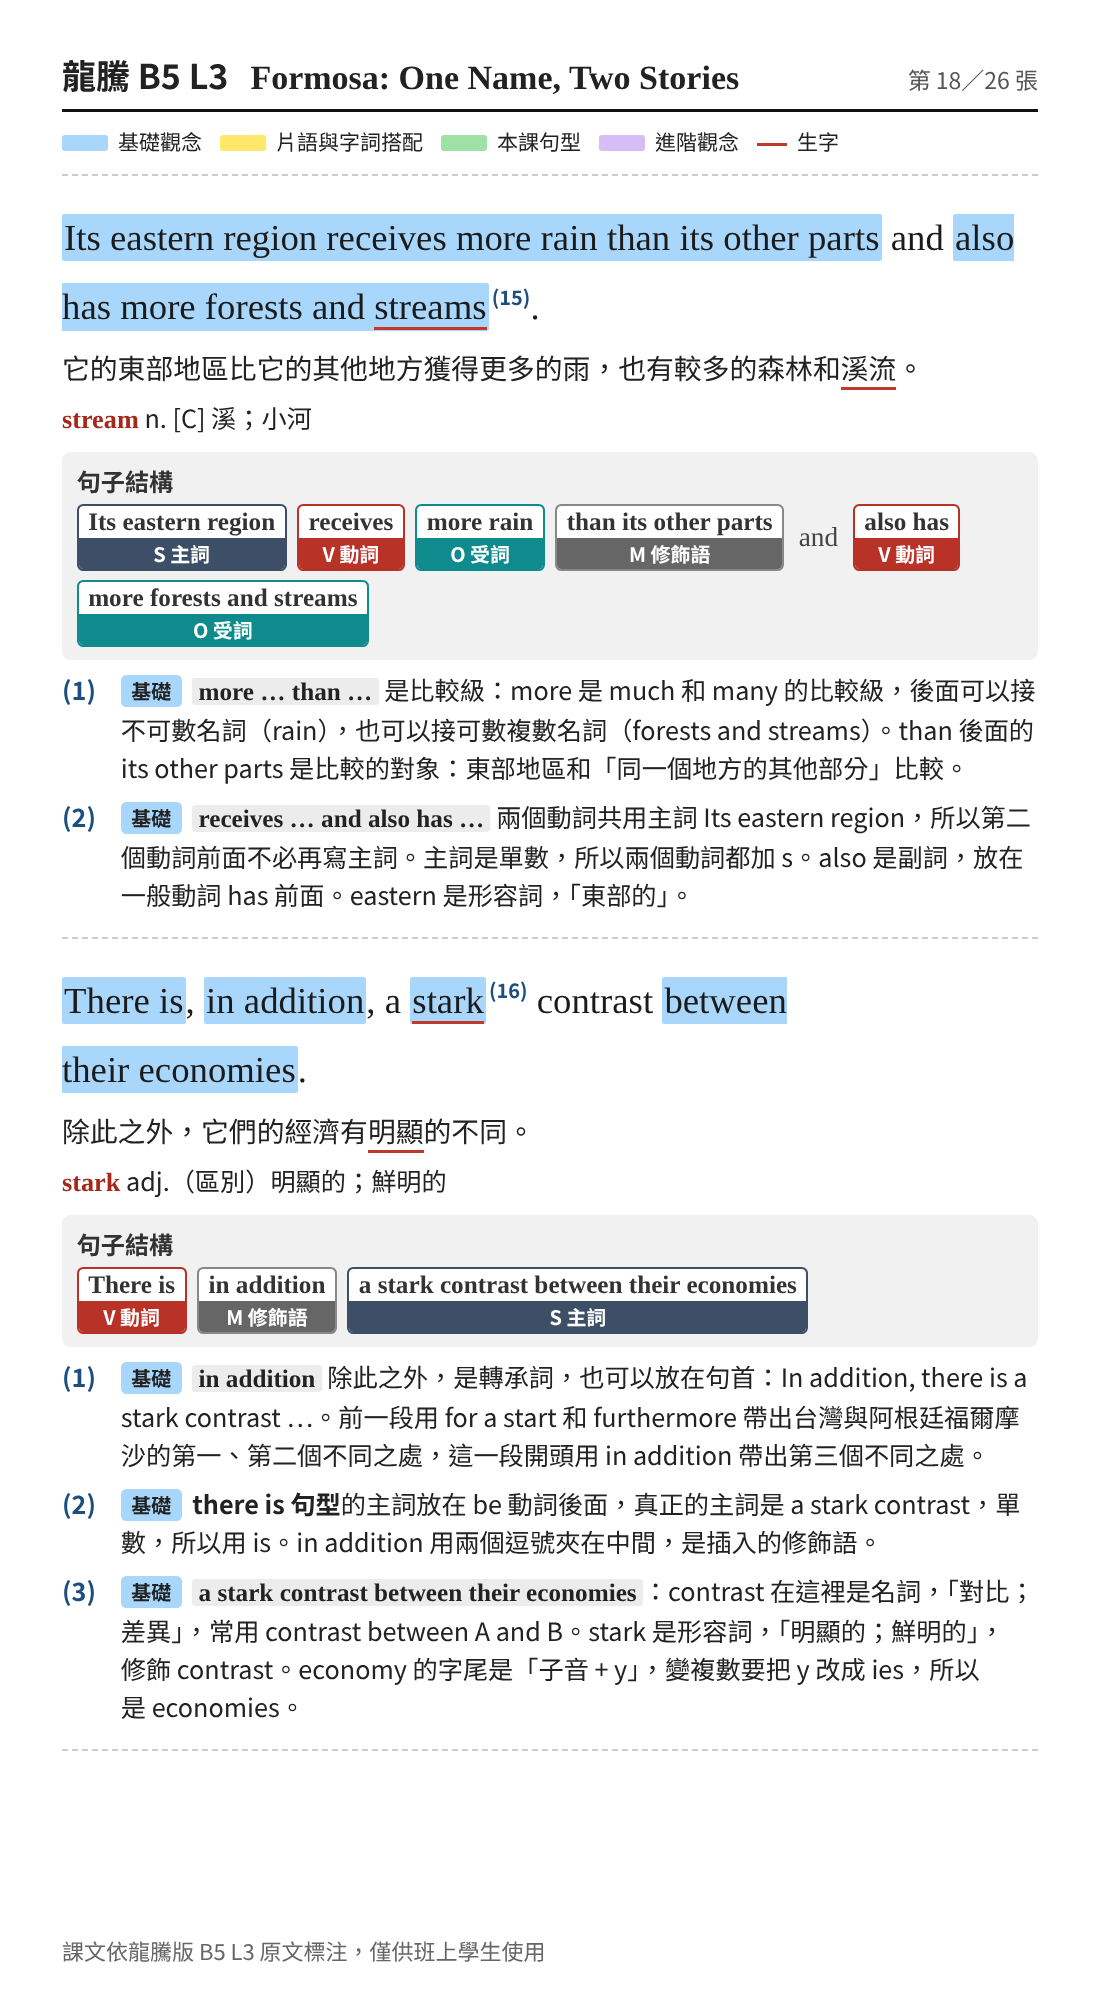 龍騰 B5 L3 Formosa: One Name, Two Stories 第 18／26 張
基礎觀念 片語與字詞搭配 本課句型 進階觀念 生字
Its eastern region receives more rain than its other parts and also
has more forests and streams(15).
它的東部地區比它的其他地方獲得更多的雨，也有較多的森林和溪流。
stream n. [C] 溪；小河
句子結構
Its eastern region receives more rain than its other parts and also has
S 主詞 V 動詞 O 受詞 M 修飾語 V 動詞
more forests and streams
O 受詞
(1) 基礎 more … than … 是比較級：more 是 much 和 many 的比較級，後面可以接
不可數名詞（rain），也可以接可數複數名詞（forests and streams）。than 後面的
its other parts 是比較的對象：東部地區和「同一個地方的其他部分」比較。
(2) 基礎 receives … and also has … 兩個動詞共用主詞 Its eastern region，所以第二
個動詞前面不必再寫主詞。主詞是單數，所以兩個動詞都加 s。also 是副詞，放在
一般動詞 has 前面。eastern 是形容詞，「東部的」。
There is, in addition, a stark(16) contrast between
their economies.
除此之外，它們的經濟有明顯的不同。
stark adj.（區別）明顯的；鮮明的
句子結構
There is in addition a stark contrast between their economies
V 動詞 M 修飾語 S 主詞
(1) 基礎 in addition 除此之外，是轉承詞，也可以放在句首：In addition, there is a
stark contrast …。前一段用 for a start 和 furthermore 帶出台灣與阿根廷福爾摩
沙的第一、第二個不同之處，這一段開頭用 in addition 帶出第三個不同之處。
(2) 基礎 there is 句型的主詞放在 be 動詞後面，真正的主詞是 a stark contrast，單
數，所以用 is。in addition 用兩個逗號夾在中間，是插入的修飾語。
(3) 基礎 a stark contrast between their economies：contrast 在這裡是名詞，「對比；
差異」，常用 contrast between A and B。stark 是形容詞，「明顯的；鮮明的」，
修飾 contrast。economy 的字尾是「子音 + y」，變複數要把 y 改成 ies，所以
是 economies。
課文依龍騰版 B5 L3 原文標注，僅供班上學生使用